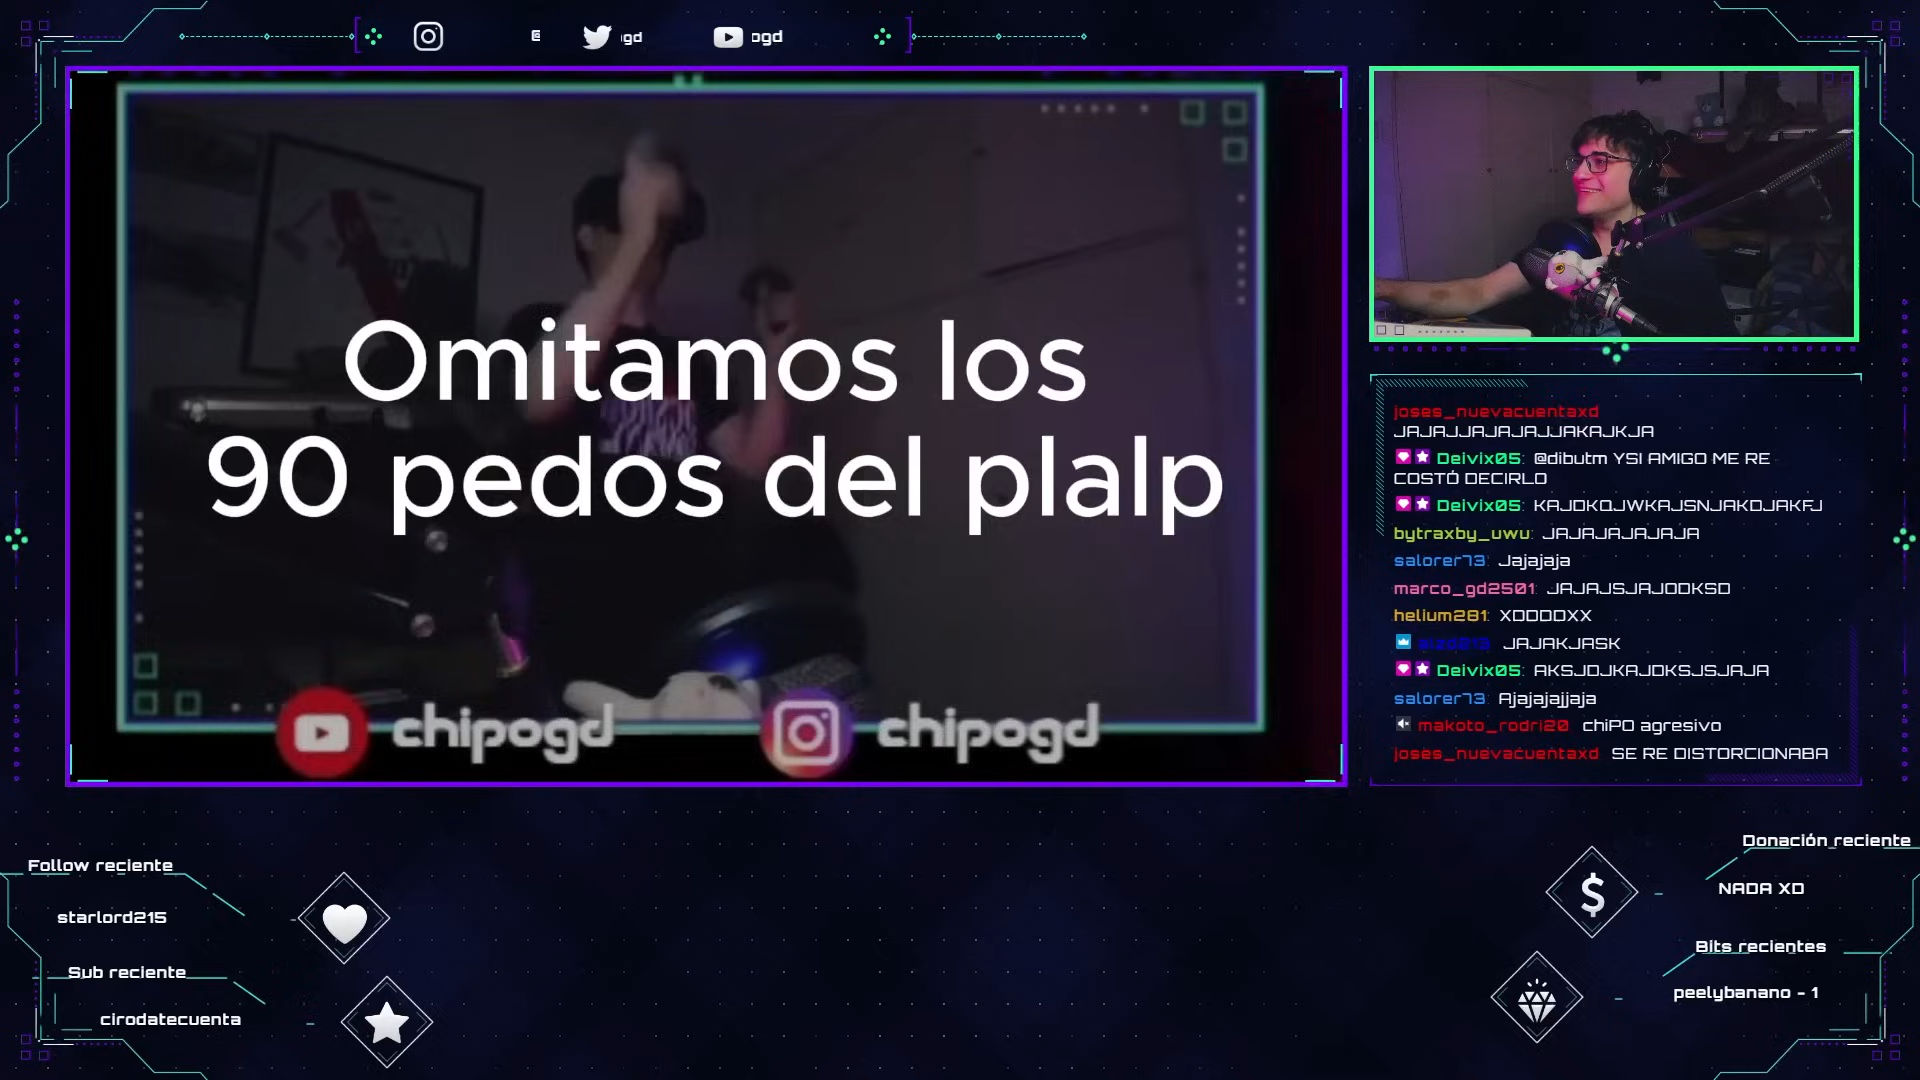 gd
ogd
Omitamos los
90 pedos del plalp
chipogd
chipogd
joses_nuevacuentaxd
JAJAJJAJAJAJJAKAJKJA
Deivix05: @dibutm YSI AMIGO ME RE
COSTÓ DECIRLO
Deivix05: KAJDKQJWKAJSNJAKDJAKFJ
bytraxby_uwu: JAJAJAJAJAJA
salorer73: Jajajaja
marco_gd2501: JAJAJSJAJODKSD
helium281: XDDDDXX
JAJAKJASK
Deivix05: AKSJDJKAJDKSJSJAJA
salorer73: Ajajajajjaja
makoto_rodri20 chiPO agresivo
joses_nuevacuentaxd SE RE DISTORCIONABA
Follow reciente
starlord215
Sub reciente
cirodatecuenta
Donación reciente
NADA XD
Bits recientes
peelybanano - 1